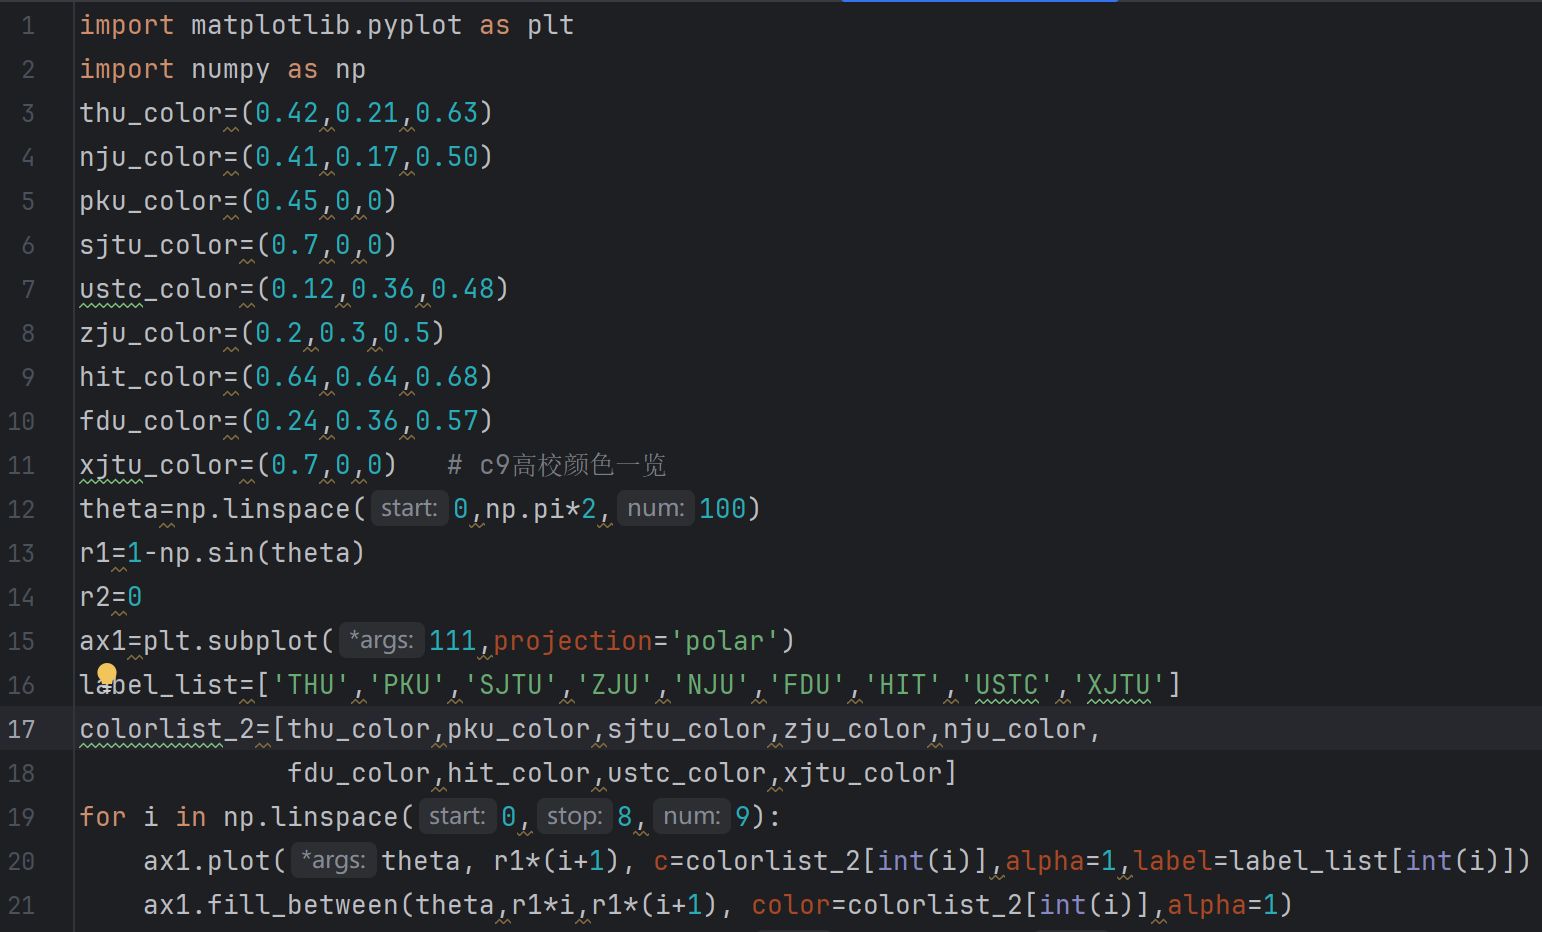 1 import matplotlib.pyplot as plt
2 import numpy as np
3 thu_color=(0.42,0.21,0.63)
4 nju_color=(0.41,0.17,0.50)
5 pku_color=(0.45,0,0)
6 sjtu_color=(0.7,0,0)
7 ustc_color=(0.12,0.36,0.48)
8 zju_color=(0.2,0.3,0.5)
9 hit_color=(0.64,0.64,0.68)
10 fdu_color=(0.24,0.36,0.57)
11 xjtu_color=(0.7,0,0)   # c9高校颜色一览
12 theta=np.linspace( start: 0,np.pi*2, num: 100)
13 r1=1-np.sin(theta)
14 r2=0
15 ax1=plt.subplot( *args: 111,projection='polar')
16 label_list=['THU','PKU','SJTU','ZJU','NJU','FDU','HIT','USTC','XJTU']
17 colorlist_2=[thu_color,pku_color,sjtu_color,zju_color,nju_color,
18              fdu_color,hit_color,ustc_color,xjtu_color]
19 for i in np.linspace( start: 0, stop: 8, num: 9):
20     ax1.plot( *args: theta, r1*(i+1), c=colorlist_2[int(i)],alpha=1,label=label_list[int(i)])
21     ax1.fill_between(theta,r1*i,r1*(i+1), color=colorlist_2[int(i)],alpha=1)